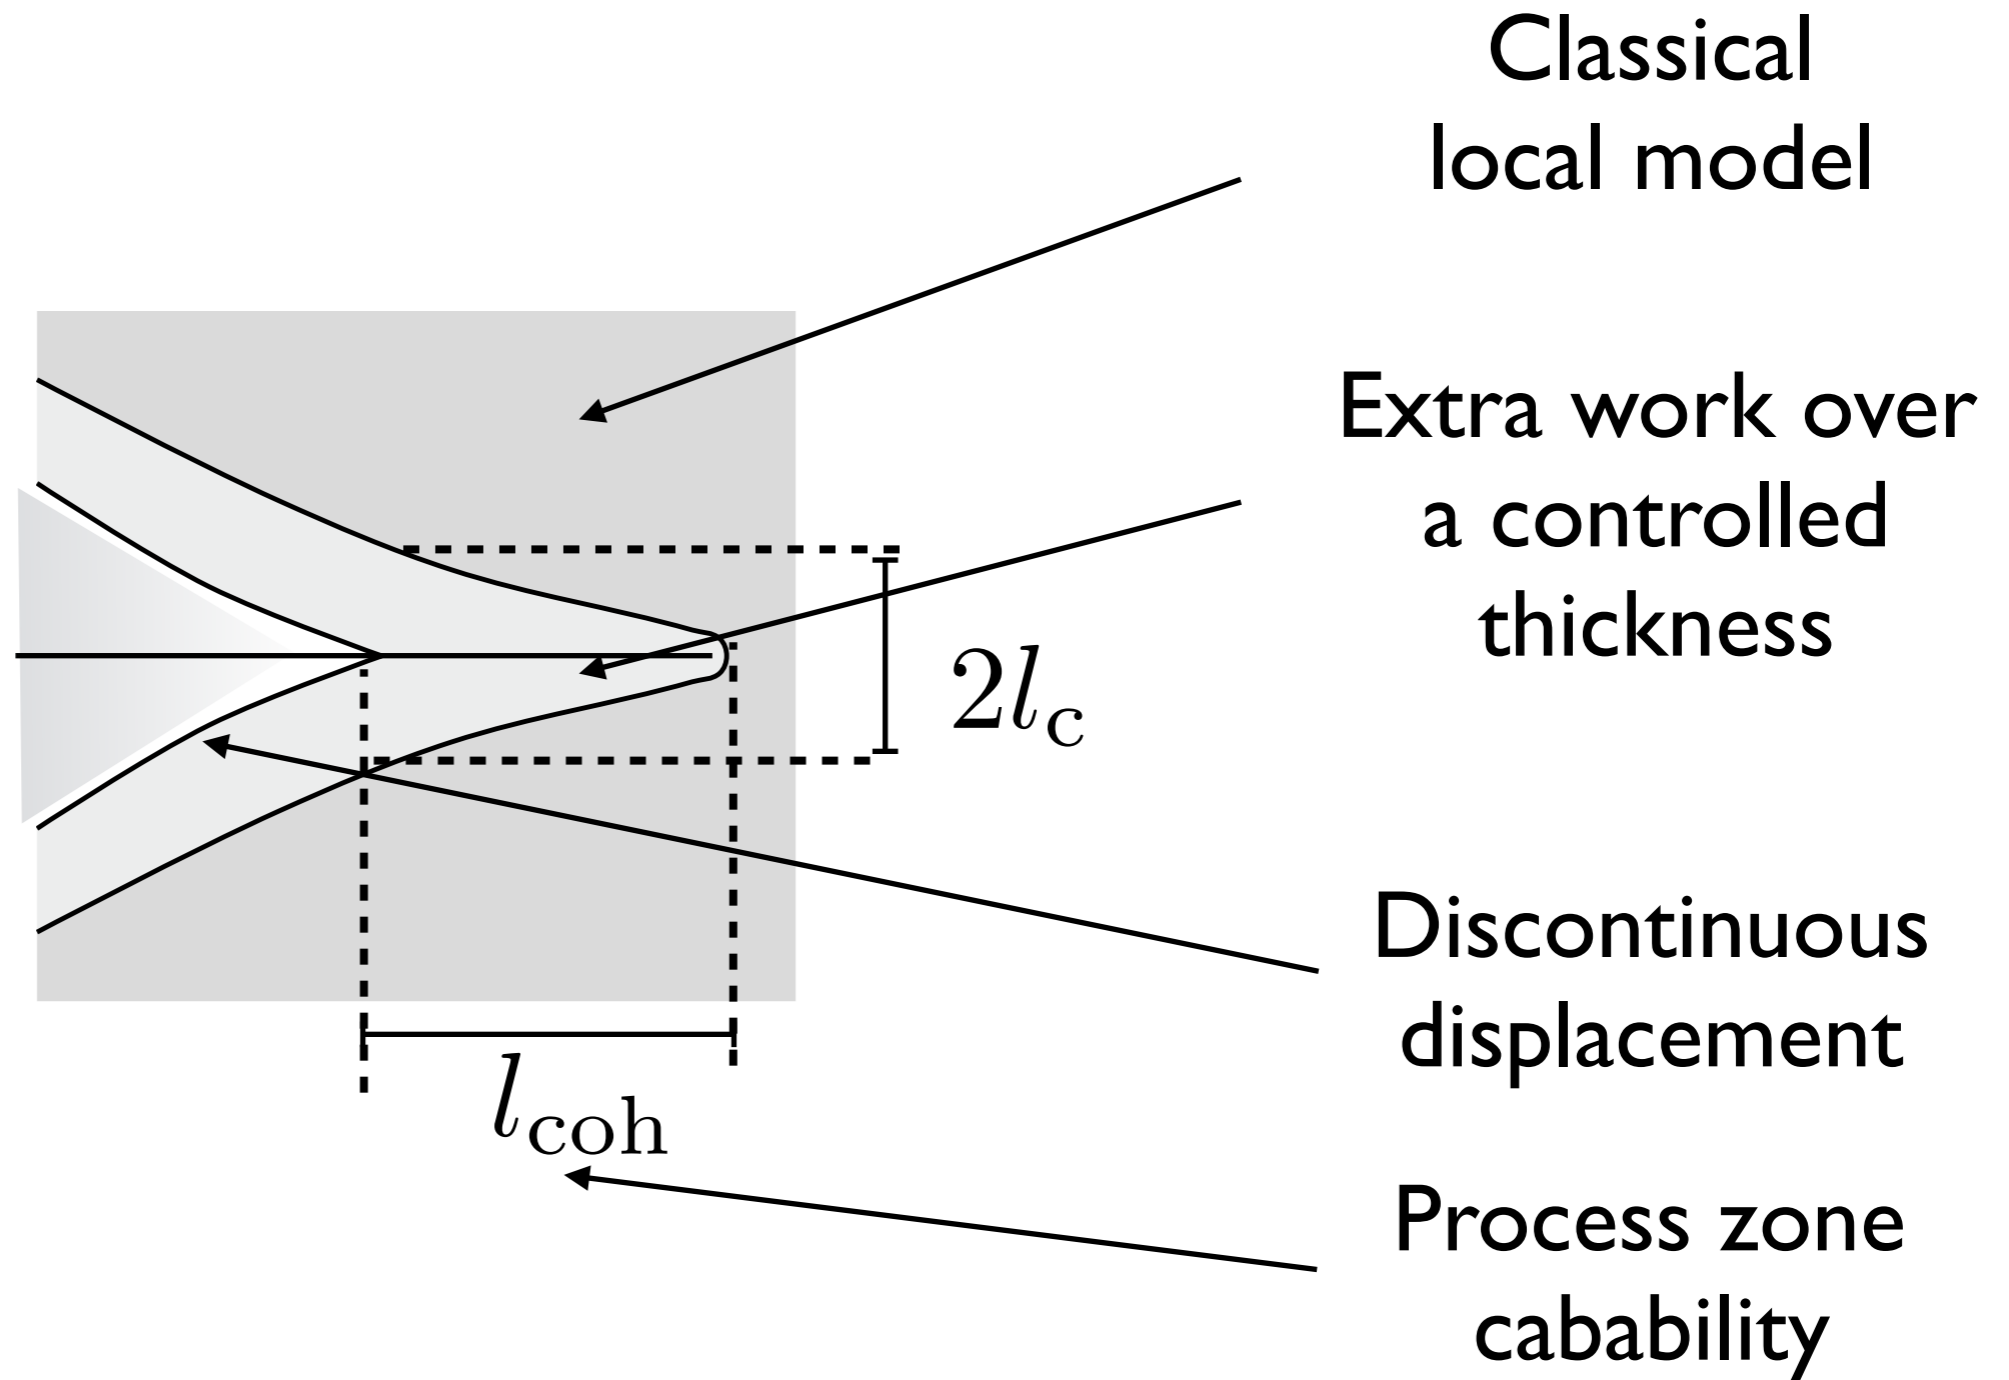 Classical
local model
Extra work over
a controlled
thickness
2l_c
Discontinuous
displacement
l_coh
Process zone
cabability